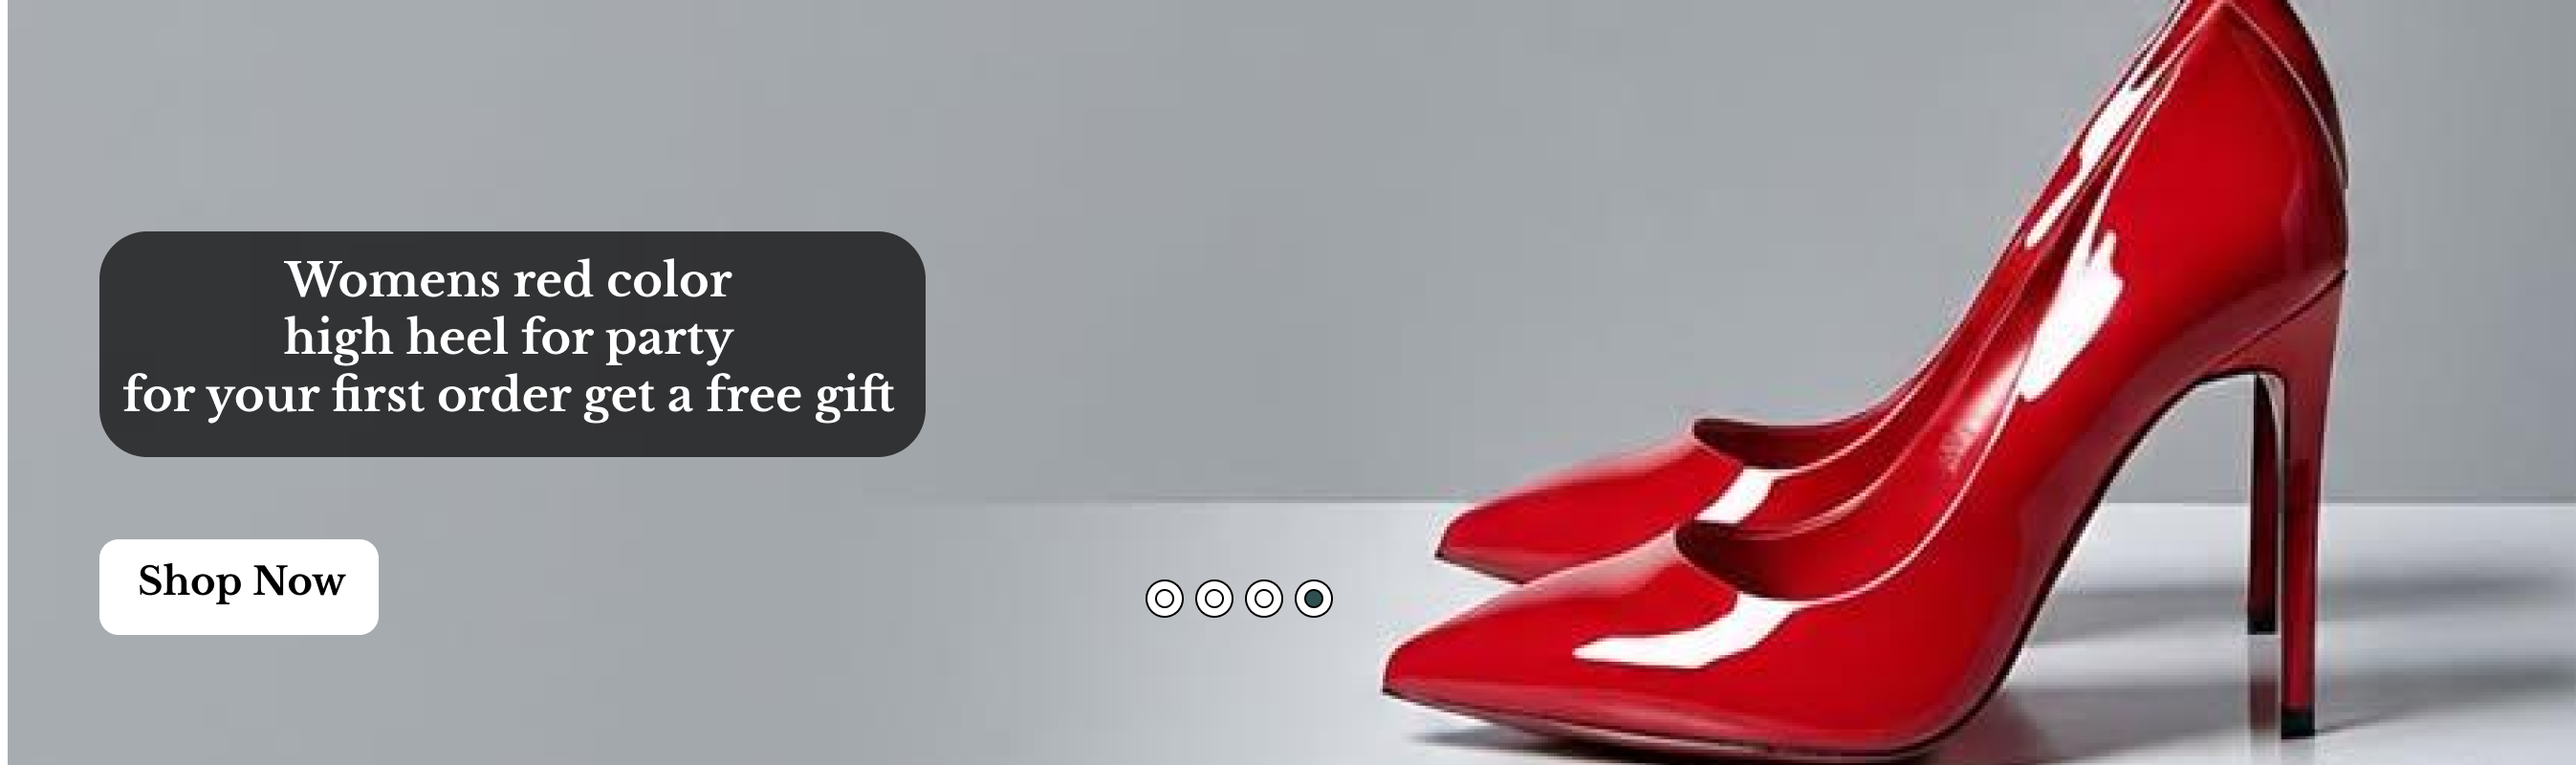 Womens red color
high heel for party
for your first order get a free gift
Shop Now